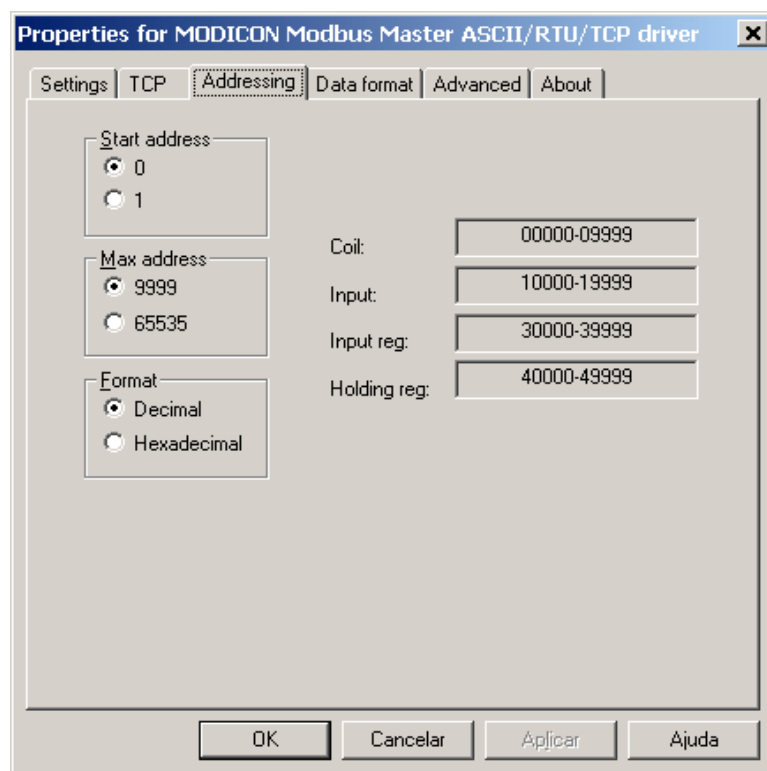 Properties for MODICON Modbus Master ASCII/RTU/TCP driver
Settings TCP Addressing Data format Advanced About
Start address
0
1
Max address
9999
65535
Format
Decimal
Hexadecimal
Coil: 00000-09999
Input: 10000-19999
Input reg: 30000-39999
Holding reg: 40000-49999
OK Cancelar Aplicar Ajuda